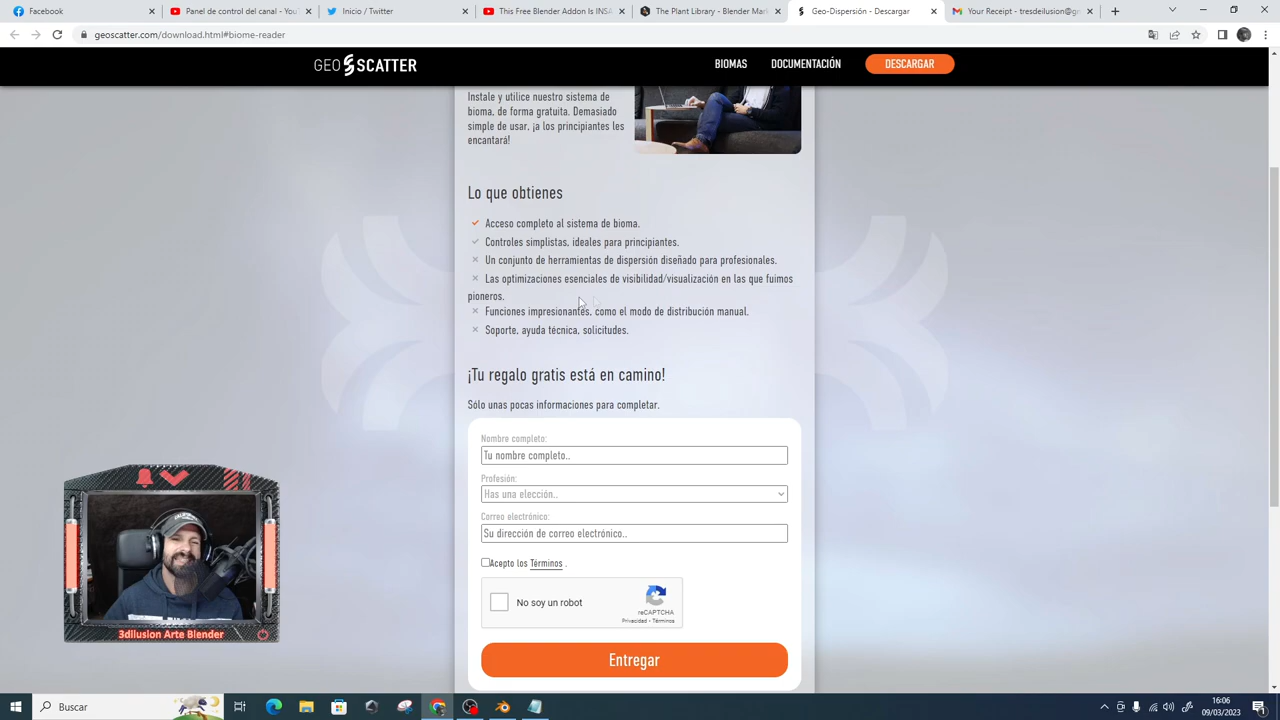 Facebook
Panel de control del canal - You
Inicio / Twitter
This Free Blender Addon Is INSA
The Plant Library - Blender Mark
Geo-Dispersión - Descargar
Your Receipt - tresdeilusion@gm
geoscatter.com/download.html#biome-reader
GEO SCATTER
BIOMAS
DOCUMENTACIÓN
DESCARGAR
Instale y utilice nuestro sistema de
bioma, de forma gratuita. Demasiado
simple de usar, ¡a los principiantes les
encantará!
Lo que obtienes
Acceso completo al sistema de bioma.
Controles simplistas, ideales para principiantes.
Un conjunto de herramientas de dispersión diseñado para profesionales.
Las optimizaciones esenciales de visibilidad/visualización en las que fuimos
pioneros.
Funciones impresionantes, como el modo de distribución manual.
Soporte, ayuda técnica, solicitudes.
¡Tu regalo gratis está en camino!
Sólo unas pocas informaciones para completar.
Nombre completo:
Tu nombre completo..
Profesión:
Has una elección..
Correo electrónico:
Su dirección de correo electrónico..
Acepto los Términos .
No soy un robot
reCAPTCHA
Privacidad - Términos
Entregar
3dIlusion Arte Blender
Buscar
16:06
09/03/2023